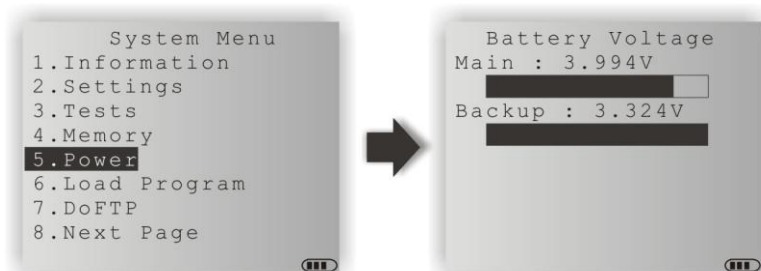 System Menu
1.Information
2.Settings
3.Tests
4.Memory
5.Power
6.Load Program
7.DoFTP
8.Next Page
Battery Voltage
Main : 3.994V
Backup : 3.324V